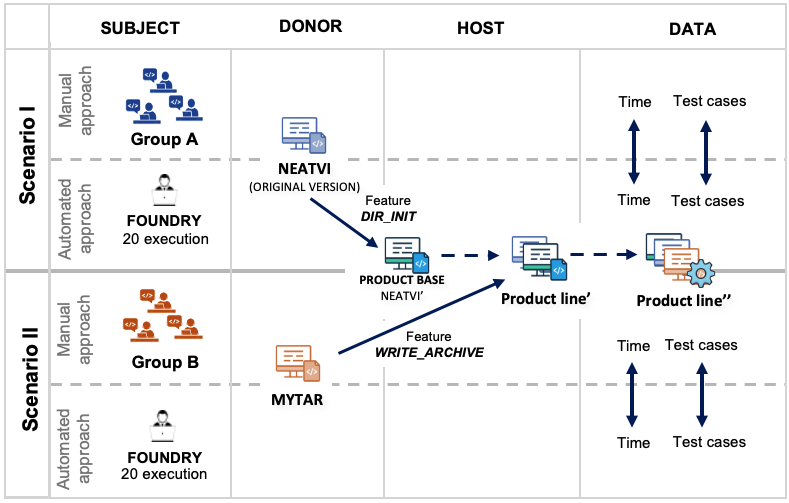 SUBJECT
DONOR
HOST
DATA
Scenario I
Manual
approach
Group A
Time
Test cases
NEATVI
(ORIGINAL VERSION)
Automated
approach
FOUNDRY
20 execution
Feature
DIR_INIT
Time
Test cases
PRODUCT BASE
NEATVI’
Product line’
Product line’’
Scenario II
Manual
approach
Group B
Feature
WRITE_ARCHIVE
Time
Test cases
MYTAR
Automated
approach
FOUNDRY
20 execution
Time
Test cases